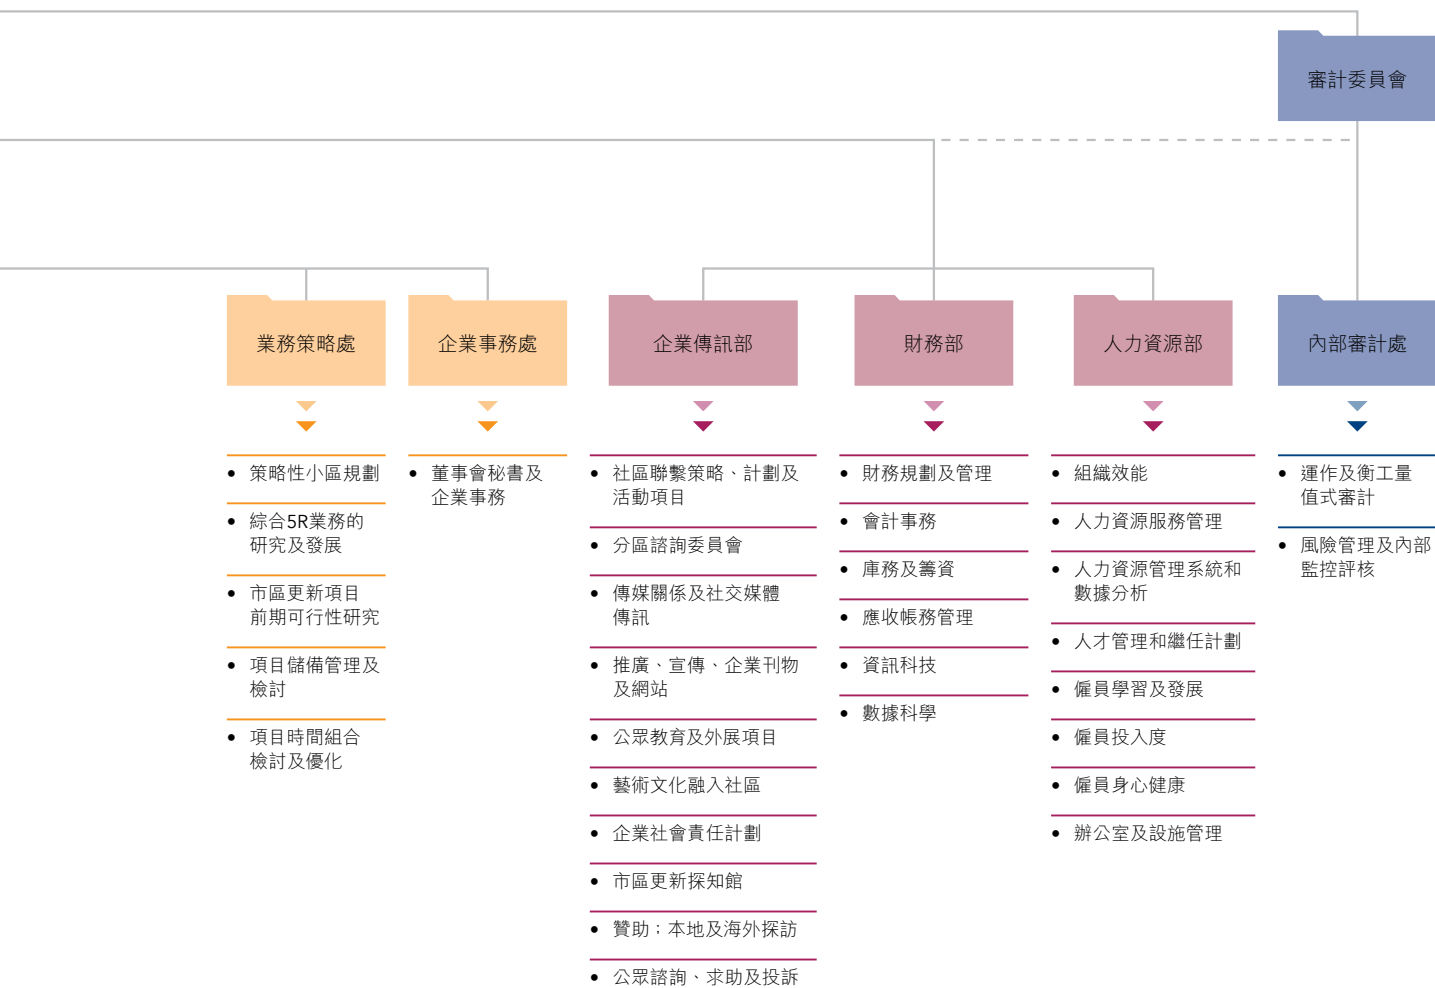 審計委員會
業務策略處
• 策略性小區規劃
• 綜合5R業務的
研究及發展
• 市區更新項目
前期可行性研究
• 項目儲備管理及
檢討
• 項目時間組合
檢討及優化
企業事務處
• 董事會秘書及
企業事務
企業傳訊部
• 社區聯繫策略、計劃及
活動項目
• 分區諮詢委員會
• 傳媒關係及社交媒體
傳訊
• 推廣、宣傳、企業刊物
及網站
• 公眾教育及外展項目
• 藝術文化融入社區
• 企業社會責任計劃
• 市區更新探知館
• 贊助；本地及海外探訪
• 公眾諮詢、求助及投訴
財務部
• 財務規劃及管理
• 會計事務
• 庫務及籌資
• 應收帳務管理
• 資訊科技
• 數據科學
人力資源部
• 組織效能
• 人力資源服務管理
• 人力資源管理系統和
數據分析
• 人才管理和繼任計劃
• 僱員學習及發展
• 僱員投入度
• 僱員身心健康
• 辦公室及設施管理
內部審計處
• 運作及衡工量
值式審計
• 風險管理及內部
監控評核